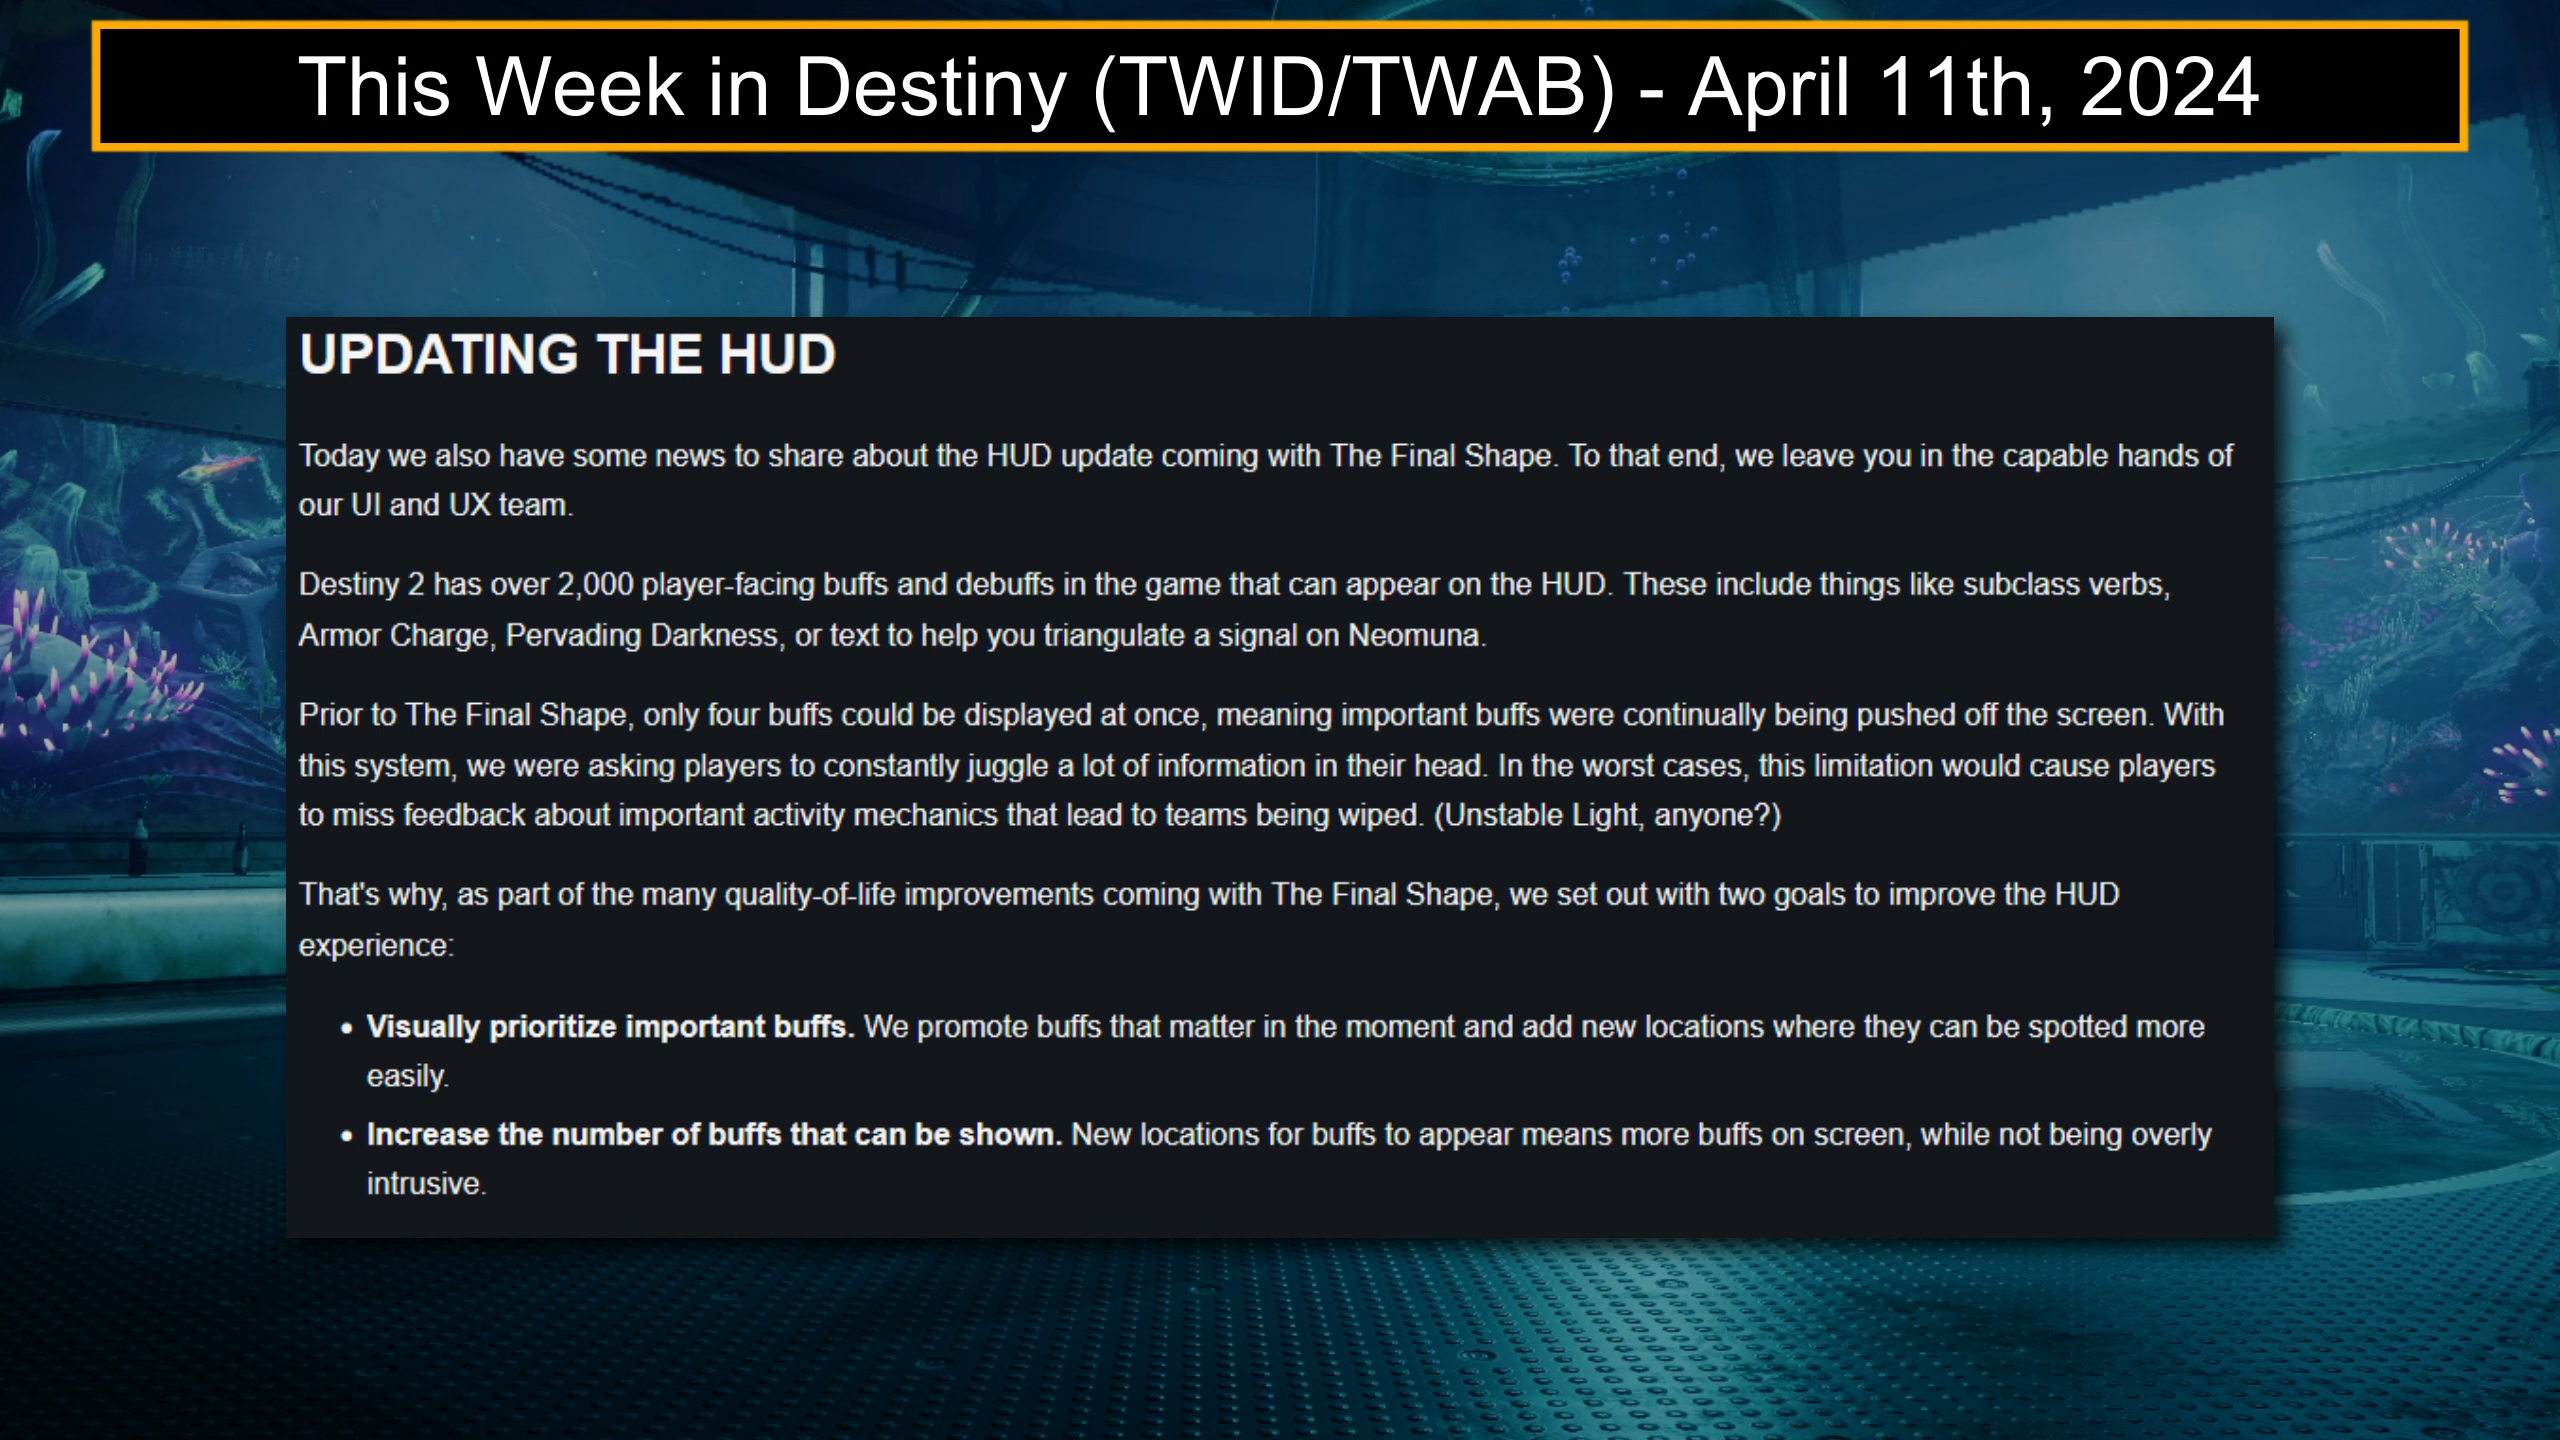 This Week in Destiny (TWID/TWAB) - April 11th, 2024
UPDATING THE HUD
Today we also have some news to share about the HUD update coming with The Final Shape. To that end, we leave you in the capable hands of
our UI and UX team.
Destiny 2 has over 2,000 player-facing buffs and debuffs in the game that can appear on the HUD. These include things like subclass verbs,
Armor Charge, Pervading Darkness, or text to help you triangulate a signal on Neomuna.
Prior to The Final Shape, only four buffs could be displayed at once, meaning important buffs were continually being pushed off the screen. With
this system, we were asking players to constantly juggle a lot of information in their head. In the worst cases, this limitation would cause players
to miss feedback about important activity mechanics that lead to teams being wiped. (Unstable Light, anyone?)
That's why, as part of the many quality-of-life improvements coming with The Final Shape, we set out with two goals to improve the HUD
experience:
• Visually prioritize important buffs. We promote buffs that matter in the moment and add new locations where they can be spotted more
easily.
• Increase the number of buffs that can be shown. New locations for buffs to appear means more buffs on screen, while not being overly
intrusive.